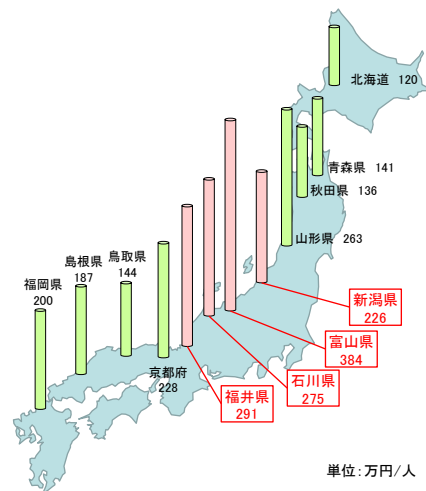 北海道 120
青森県 141
秋田県 136
山形県 263
鳥取県
144
島根県
187
福岡県
200
新潟県
226
富山県
384
石川県
275
京都府
228
福井県
291
単位:万円/人